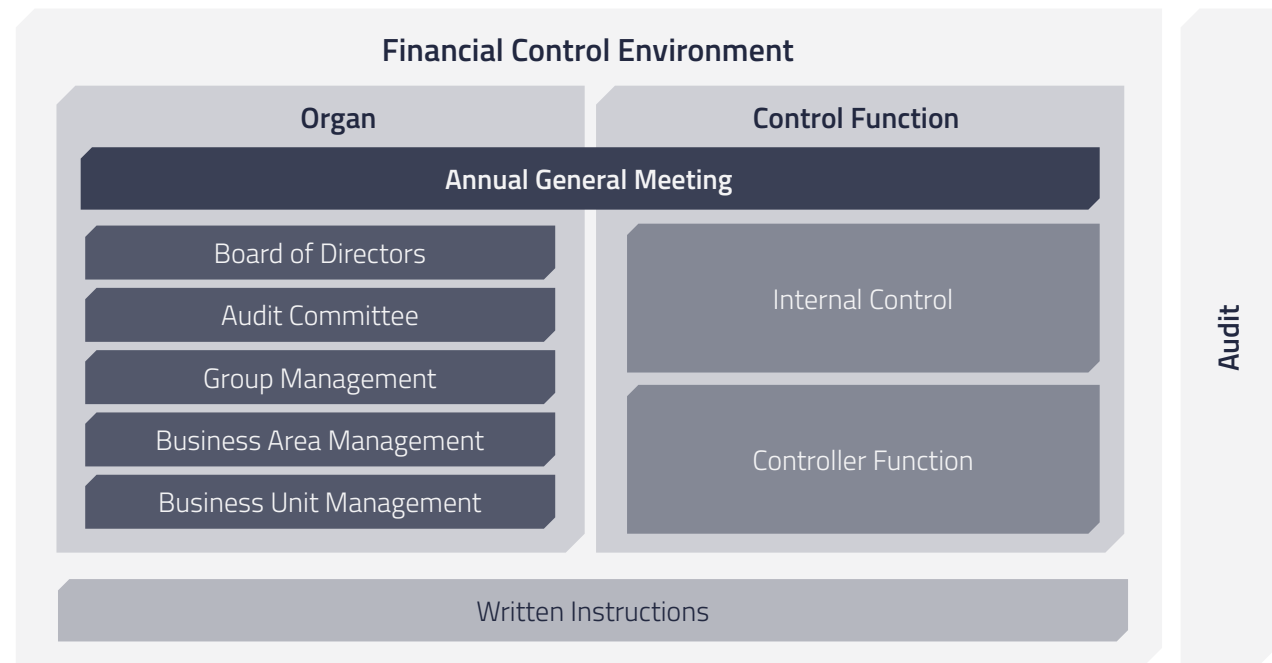 Financial Control Environment
Organ
Control Function
Annual General Meeting
Board of Directors
Audit Committee
Group Management
Business Area Management
Business Unit Management
Internal Control
Controller Function
Written Instructions
Audit